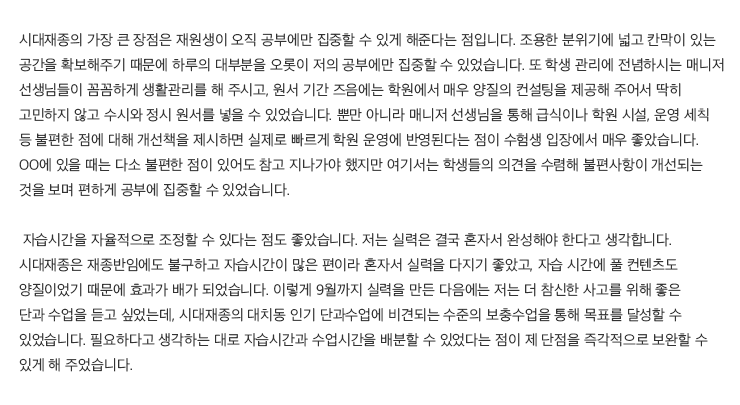 시대재종의 가장 큰 장점은 재원생이 오직 공부에만 집중할 수 있게 해준다는 점입니다. 조용한 분위기에 넓고 칸막이 있는
공간을 확보해주기 때문에 하루의 대부분을 오롯이 저의 공부에만 집중할 수 있었습니다. 또 학생 관리에 전념하시는 매니저
선생님들이 꼼꼼하게 생활관리를 해 주시고, 원서 기간 즈음에는 학원에서 매우 양질의 컨설팅을 제공해 주어서 딱히
고민하지 않고 수시와 정시 원서를 넣을 수 있었습니다. 뿐만 아니라 매니저 선생님을 통해 급식이나 학원 시설, 운영 세칙
등 불편한 점에 대해 개선책을 제시하면 실제로 빠르게 학원 운영에 반영된다는 점이 수험생 입장에서 매우 좋았습니다.
OO에 있을 때는 다소 불편한 점이 있어도 참고 지나가야 했지만 여기서는 학생들의 의견을 수렴해 불편사항이 개선되는
것을 보며 편하게 공부에 집중할 수 있었습니다.
자습시간을 자율적으로 조정할 수 있다는 점도 좋았습니다. 저는 실력은 결국 혼자서 완성해야 한다고 생각합니다.
시대재종은 재종반임에도 불구하고 자습시간이 많은 편이라 혼자서 실력을 다지기 좋았고, 자습 시간에 풀 컨텐츠도
양질이었기 때문에 효과가 배가 되었습니다. 이렇게 9월까지 실력을 만든 다음에는 저는 더 참신한 사고를 위해 좋은
단과 수업을 듣고 싶었는데, 시대재종의 대치동 인기 단과수업에 비견되는 수준의 보충수업을 통해 목표를 달성할 수
있었습니다. 필요하다고 생각하는 대로 자습시간과 수업시간을 배분할 수 있었다는 점이 제 단점을 즉각적으로 보완할 수
있게 해 주었습니다.